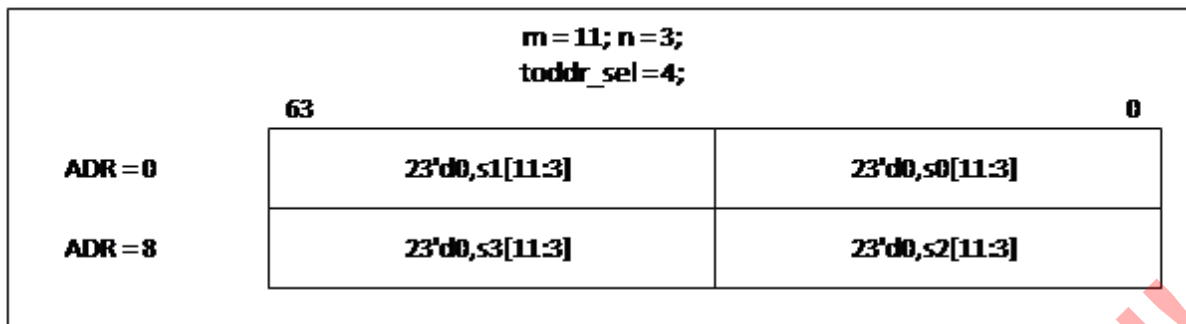 m = 11; n = 3;
toddr_sel = 4;
63 0
ADR = 0 23'd0,s1[11:3] 23'd0,s0[11:3]
ADR = 8 23'd0,s3[11:3] 23'd0,s2[11:3]